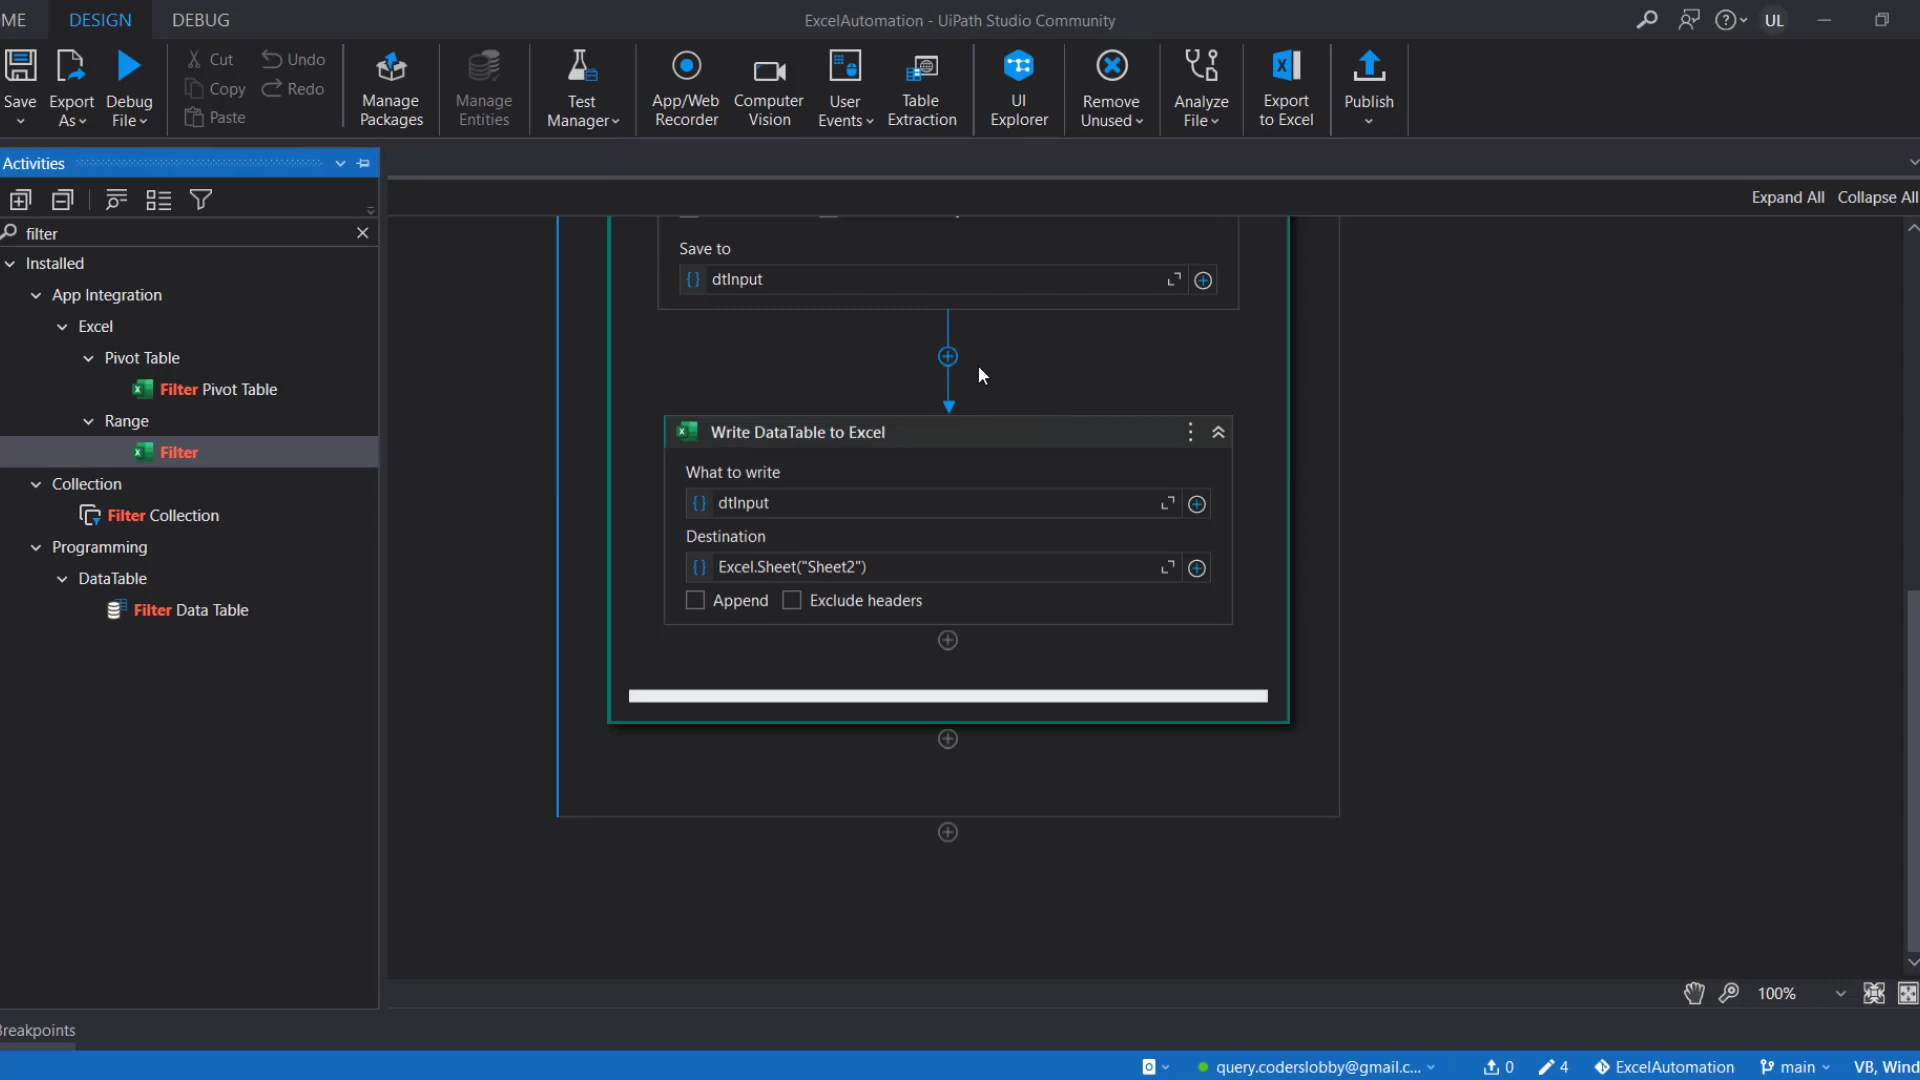 OME DESIGN DEBUG ExcelAutomation - UiPath Studio Community UL
Save
Export As
Debug File
Cut
Copy
Paste
Undo
Redo
Manage Packages
Manage Entities
Test Manager
App/Web Recorder
Computer Vision
User Events
Table Extraction
UI Explorer
Remove Unused
Analyze File
Export to Excel
Publish
Activities
Expand All Collapse All
filter
Installed
App Integration
Excel
Pivot Table
Filter Pivot Table
Range
Filter
Collection
Filter Collection
Programming
DataTable
Filter Data Table
Save to
dtInput
Write DataTable to Excel
What to write
dtInput
Destination
Excel.Sheet("Sheet2")
Append Exclude headers
100%
Breakpoints
query.coderslobby@gmail.c... 0 4 ExcelAutomation main VB, Wind